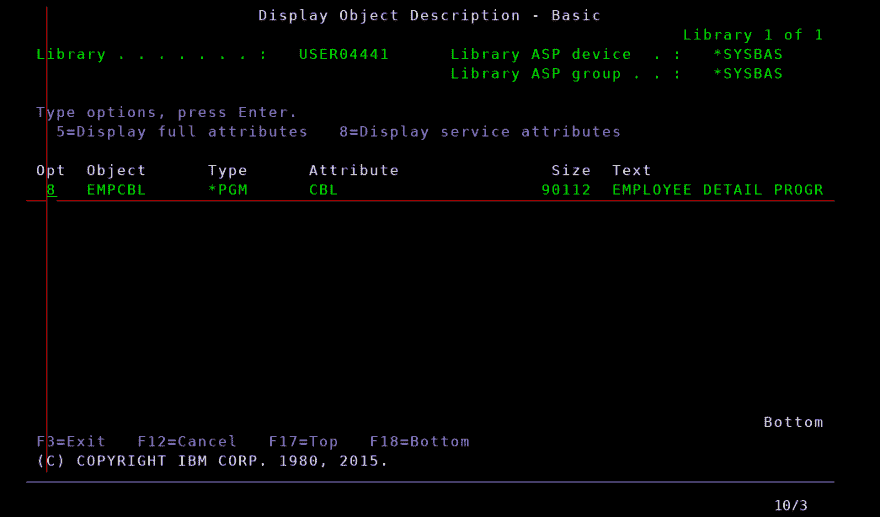 Display Object Description - Basic
Library 1 of 1
Library . . . . . . . :   USER04441      Library ASP device  . :   *SYSBAS
Library ASP group . . :   *SYSBAS
Type options, press Enter.
5=Display full attributes   8=Display service attributes
Opt  Object      Type      Attribute               Size  Text
8   EMPCBL      *PGM      CBL                    90112  EMPLOYEE DETAIL PROGR
Bottom
F3=Exit   F12=Cancel   F17=Top   F18=Bottom
(C) COPYRIGHT IBM CORP. 1980, 2015.
10/3